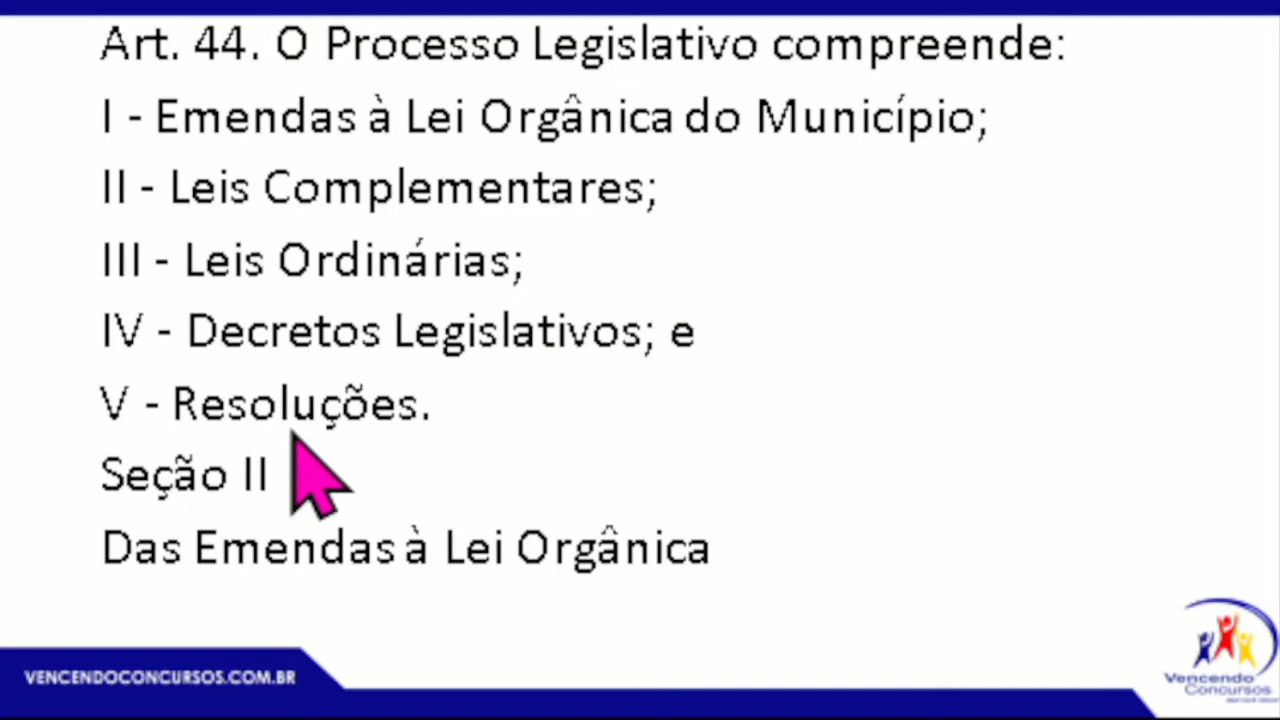 Art. 44. O Processo Legislativo compreende:
I - Emendas à Lei Orgânica do Município;
II - Leis Complementares;
III - Leis Ordinárias;
IV - Decretos Legislativos; e
V - Resoluções.
Seção II
Das Emendas à Lei Orgânica
VENCENDOCONCURSOS.COM.BR
Vencendo
Concursos